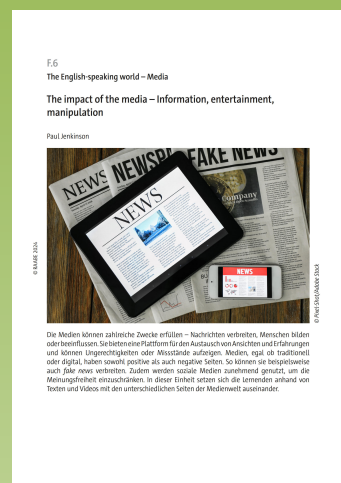 F.6
The English-speaking world – Media
The impact of the media – Information, entertainment,
manipulation
Paul Jenkinson
NEWS
NEWSP
FAKE NEWS
Company
NEWS
NEWS
© RAABE 2024
© Pixel-Shot/Adobe Stock
Die Medien können zahlreiche Zwecke erfüllen – Nachrichten verbreiten, Menschen bilden
oder beeinflussen. Sie bieten eine Plattform für den Austausch von Ansichten und Erfahrungen
und können Ungerechtigkeiten oder Missstände aufzeigen. Medien, egal ob traditionell
oder digital, haben sowohl positive als auch negative Seiten. So können sie beispielsweise
auch fake news verbreiten. Zudem werden soziale Medien zunehmend genutzt, um die
Meinungsfreiheit einzuschränken. In dieser Einheit setzen sich die Lernenden anhand von
Texten und Videos mit den unterschiedlichen Seiten der Medienwelt auseinander.